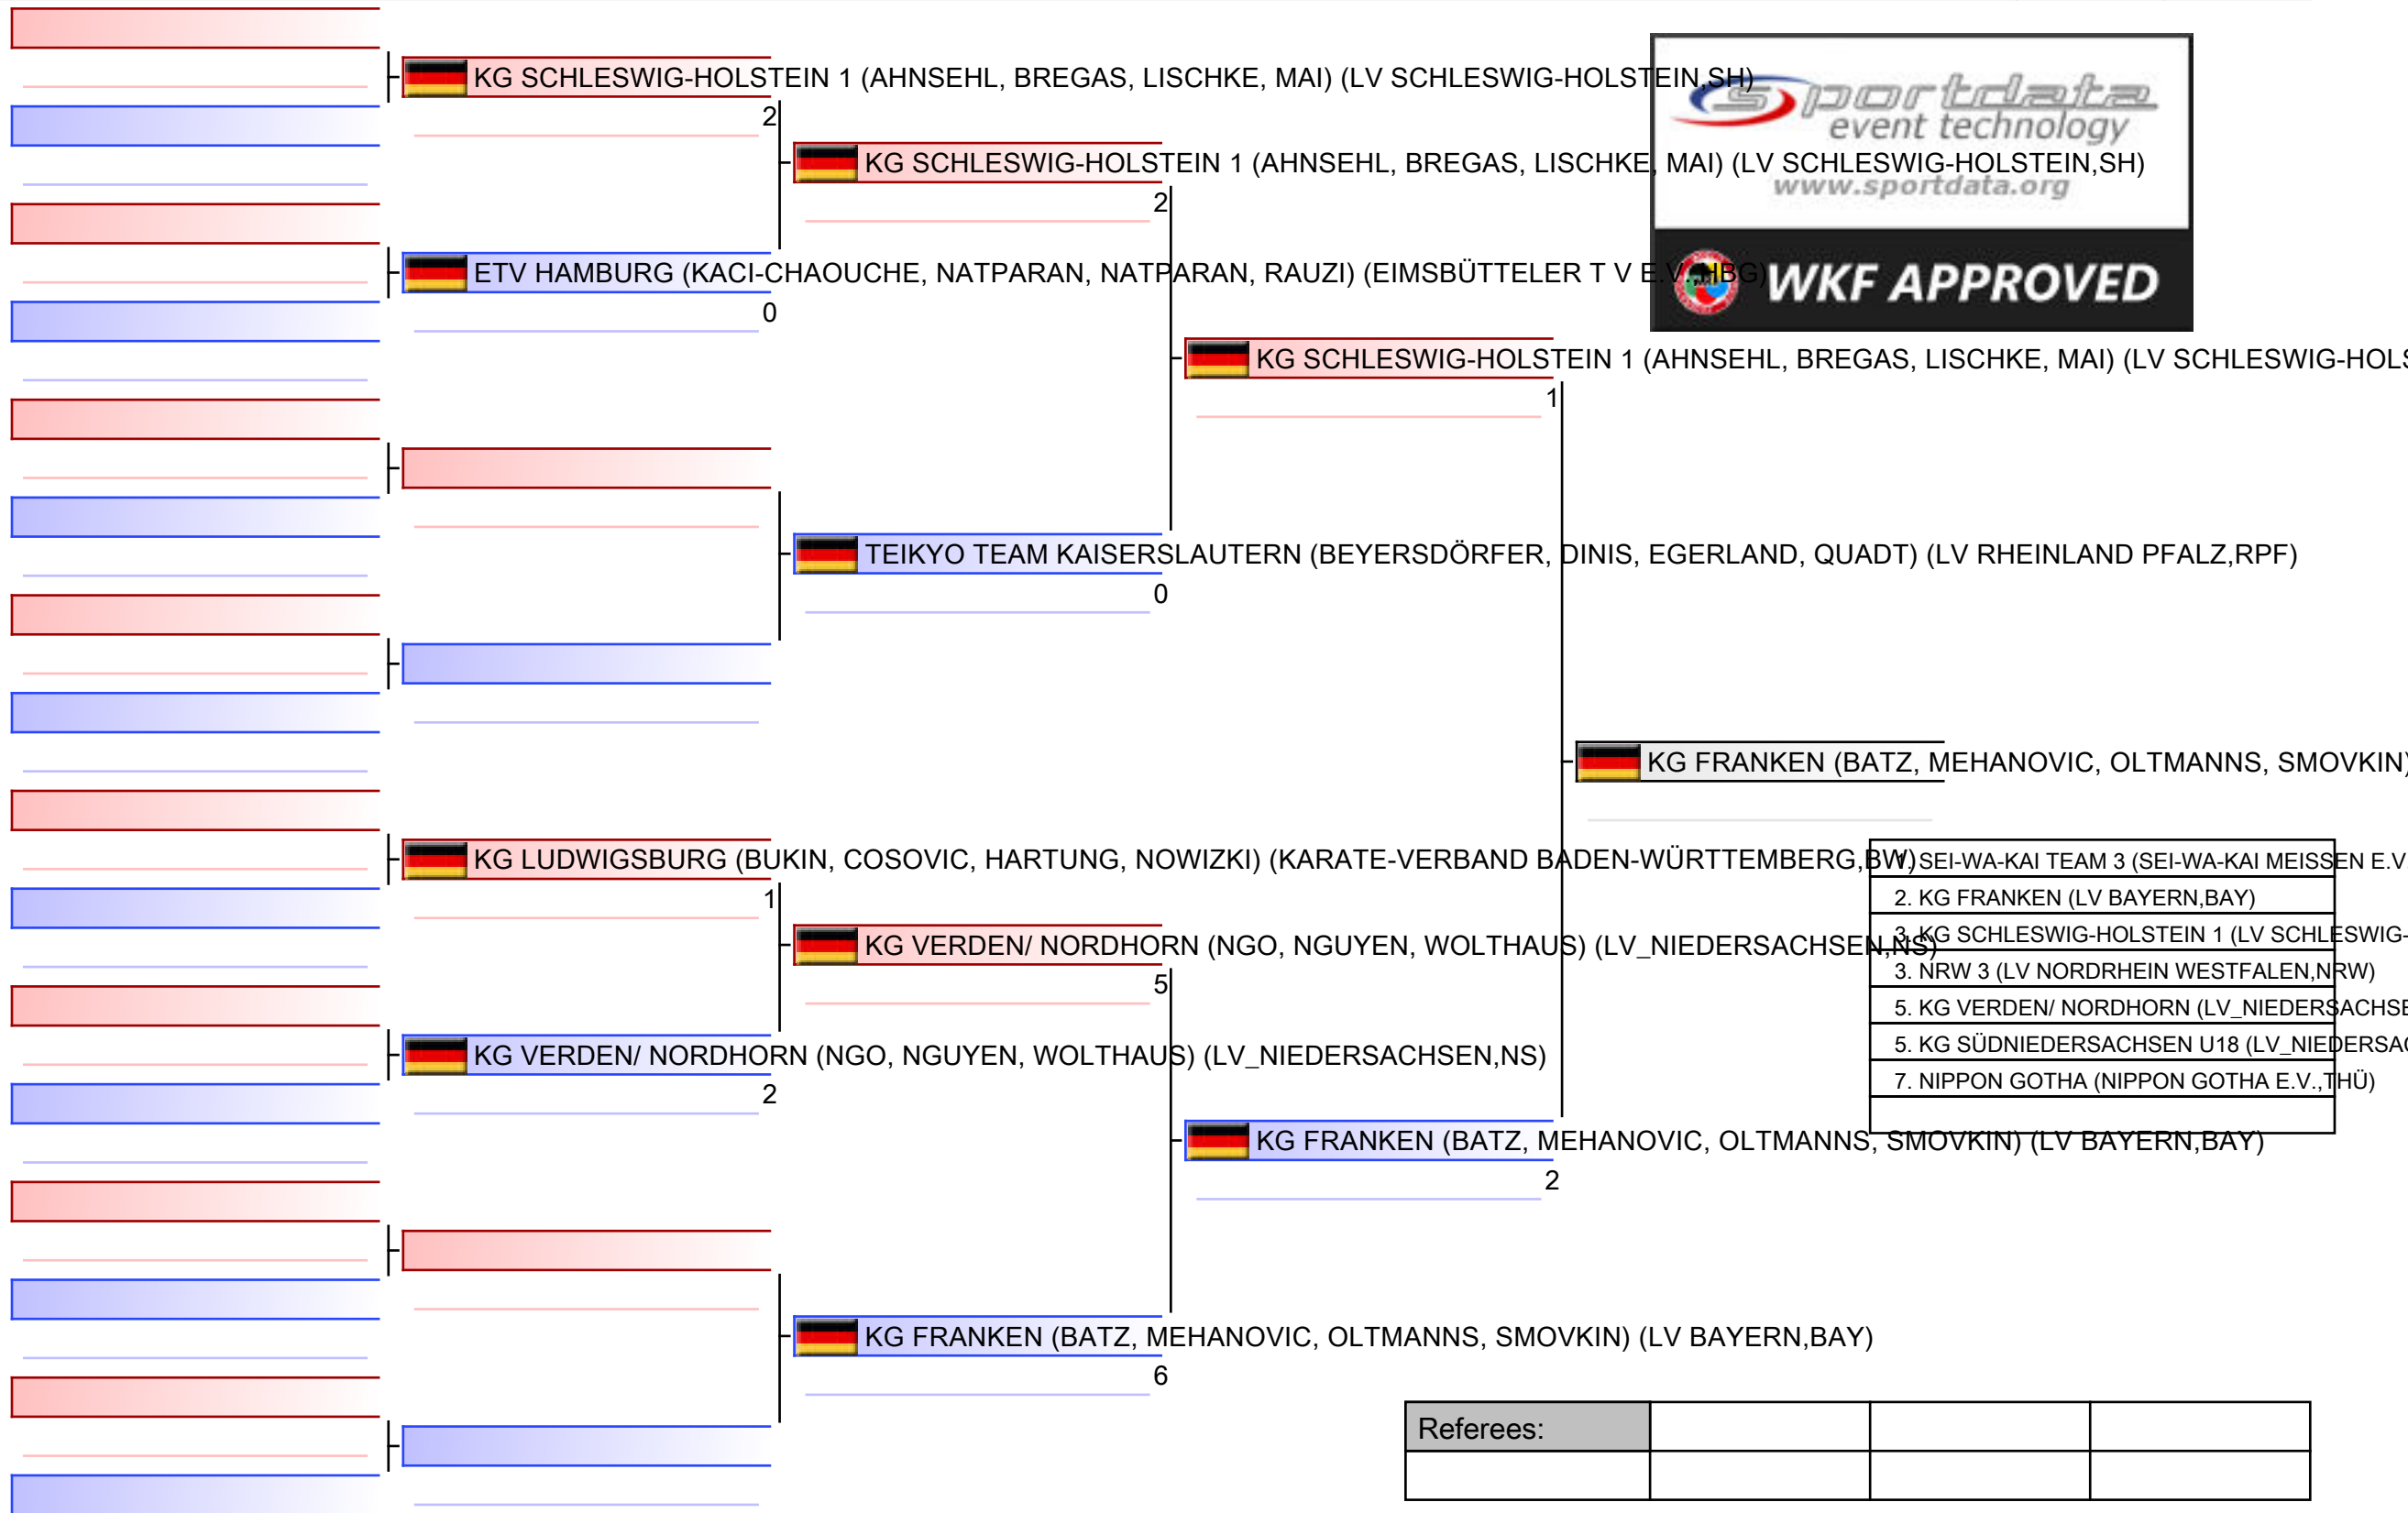 KG SCHLESWIG-HOLSTEIN 1 (AHNSEHL, BREGAS, LISCHKE, MAI) (LV SCHLESWIG-HOLSTEIN,SH)
2
sportdata
event technology
www.sportdata.org
KG SCHLESWIG-HOLSTEIN 1 (AHNSEHL, BREGAS, LISCHKE, MAI) (LV SCHLESWIG-HOLSTEIN,SH)
2
ETV HAMBURG (KACI-CHAOUCHE, NATPARAN, NATPARAN, RAUZI) (EIMSBÜTTELER T V E.V.,HBG)
0
WKF APPROVED
KG SCHLESWIG-HOLSTEIN 1 (AHNSEHL, BREGAS, LISCHKE, MAI) (LV SCHLESWIG-HOLS
1
TEIKYO TEAM KAISERSLAUTERN (BEYERSDÖRFER, DINIS, EGERLAND, QUADT) (LV RHEINLAND PFALZ,RPF)
0
KG FRANKEN (BATZ, MEHANOVIC, OLTMANNS, SMOVKIN)
KG LUDWIGSBURG (BUKIN, COSOVIC, HARTUNG, NOWIZKI) (KARATE-VERBAND BADEN-WÜRTTEMBERG,BW)
1
KG VERDEN/ NORDHORN (NGO, NGUYEN, WOLTHAUS) (LV_NIEDERSACHSEN,NS)
5
KG VERDEN/ NORDHORN (NGO, NGUYEN, WOLTHAUS) (LV_NIEDERSACHSEN,NS)
2
1. SEI-WA-KAI TEAM 3 (SEI-WA-KAI MEISSEN E.V
2. KG FRANKEN (LV BAYERN,BAY)
3. KG SCHLESWIG-HOLSTEIN 1 (LV SCHLESWIG-
3. NRW 3 (LV NORDRHEIN WESTFALEN,NRW)
5. KG VERDEN/ NORDHORN (LV_NIEDERSACHSE
5. KG SÜDNIEDERSACHSEN U18 (LV_NIEDERSAC
7. NIPPON GOTHA (NIPPON GOTHA E.V.,THÜ)
KG FRANKEN (BATZ, MEHANOVIC, OLTMANNS, SMOVKIN) (LV BAYERN,BAY)
2
KG FRANKEN (BATZ, MEHANOVIC, OLTMANNS, SMOVKIN) (LV BAYERN,BAY)
6
Referees: